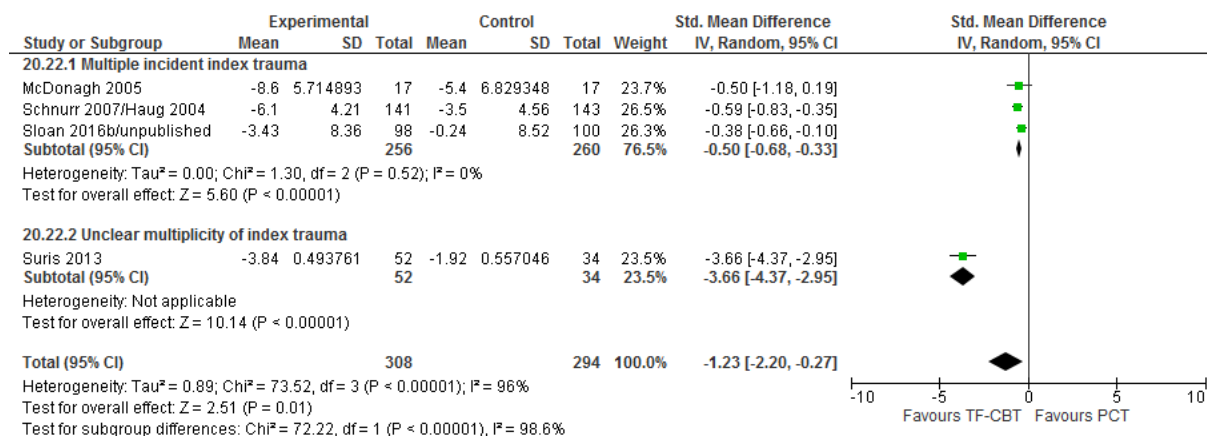 Experimental Control Std. Mean Difference Std. Mean Difference
Study or Subgroup Mean SD Total Mean SD Total Weight IV, Random, 95% CI IV, Random, 95% CI
20.22.1 Multiple incident index trauma
McDonagh 2005 -8.6 5.714893 17 -5.4 6.829348 17 23.7% -0.50 [-1.18, 0.19]
Schnurr 2007/Haug 2004 -6.1 4.21 141 -3.5 4.56 143 26.5% -0.59 [-0.83, -0.35]
Sloan 2016b/unpublished -3.43 8.36 98 -0.24 8.52 100 26.3% -0.38 [-0.66, -0.10]
Subtotal (95% CI) 256 260 76.5% -0.50 [-0.68, -0.33]
Heterogeneity: Tau² = 0.00; Chi² = 1.30, df = 2 (P = 0.52); I² = 0%
Test for overall effect: Z = 5.60 (P < 0.00001)
20.22.2 Unclear multiplicity of index trauma
Suris 2013 -3.84 0.493761 52 -1.92 0.557046 34 23.5% -3.66 [-4.37, -2.95]
Subtotal (95% CI) 52 34 23.5% -3.66 [-4.37, -2.95]
Heterogeneity: Not applicable
Test for overall effect: Z = 10.14 (P < 0.00001)
Total (95% CI) 308 294 100.0% -1.23 [-2.20, -0.27]
Heterogeneity: Tau² = 0.89; Chi² = 73.52, df = 3 (P < 0.00001); I² = 96%
Test for overall effect: Z = 2.51 (P = 0.01)
Test for subgroup differences: Chi² = 72.22, df = 1 (P < 0.00001), I² = 98.6%
-10 -5 0 5 10
Favours TF-CBT Favours PCT